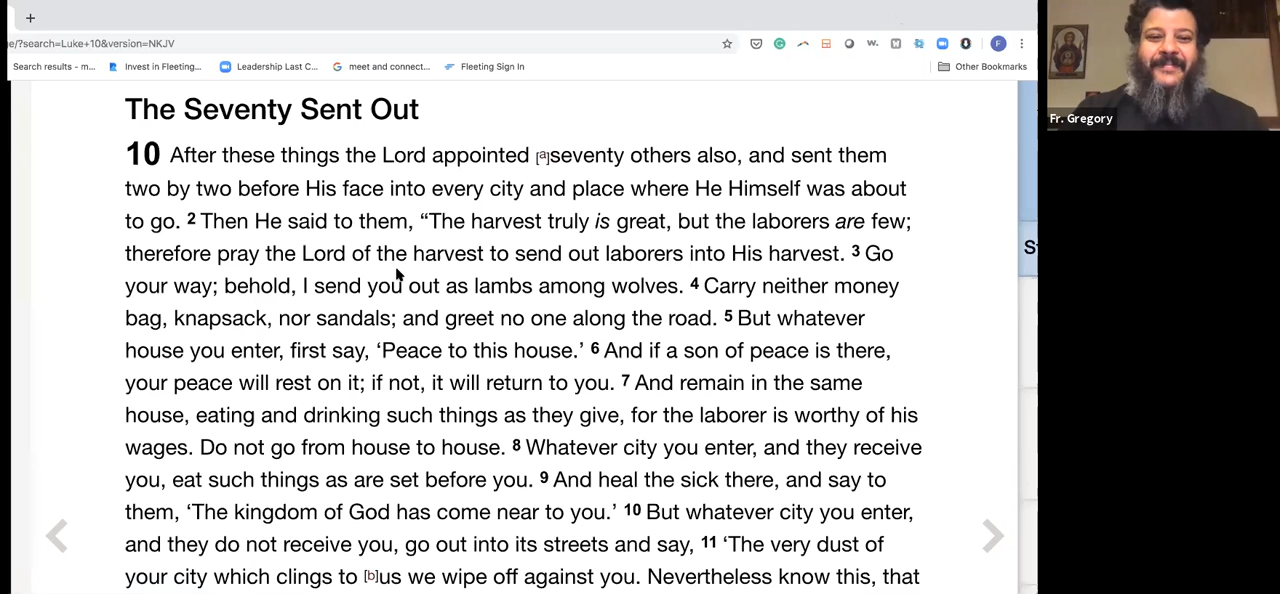 e/?search=Luke+10&version=NKJV
Search results - m...
Invest in Fleeting...
Leadership Last C...
meet and connect...
Fleeting Sign In
Other Bookmarks
Fr. Gregory
The Seventy Sent Out
10 After these things the Lord appointed [a]seventy others also, and sent them
two by two before His face into every city and place where He Himself was about
to go. 2 Then He said to them, “The harvest truly is great, but the laborers are few;
therefore pray the Lord of the harvest to send out laborers into His harvest. 3 Go
your way; behold, I send you out as lambs among wolves. 4 Carry neither money
bag, knapsack, nor sandals; and greet no one along the road. 5 But whatever
house you enter, first say, ‘Peace to this house.’ 6 And if a son of peace is there,
your peace will rest on it; if not, it will return to you. 7 And remain in the same
house, eating and drinking such things as they give, for the laborer is worthy of his
wages. Do not go from house to house. 8 Whatever city you enter, and they receive
you, eat such things as are set before you. 9 And heal the sick there, and say to
them, ‘The kingdom of God has come near to you.’ 10 But whatever city you enter,
and they do not receive you, go out into its streets and say, 11 ‘The very dust of
your city which clings to [b]us we wipe off against you. Nevertheless know this, that